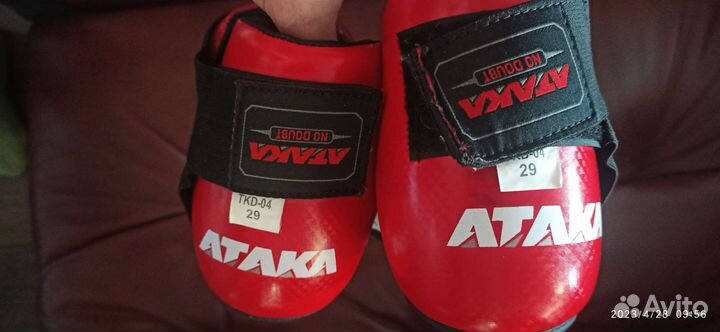 ATAKA
NO DOUBT
TKD-04
29
ATAKA
ATAKA
NO DOUBT
KD-04
29
ATAKA
2023/4/28 09:56
Avito